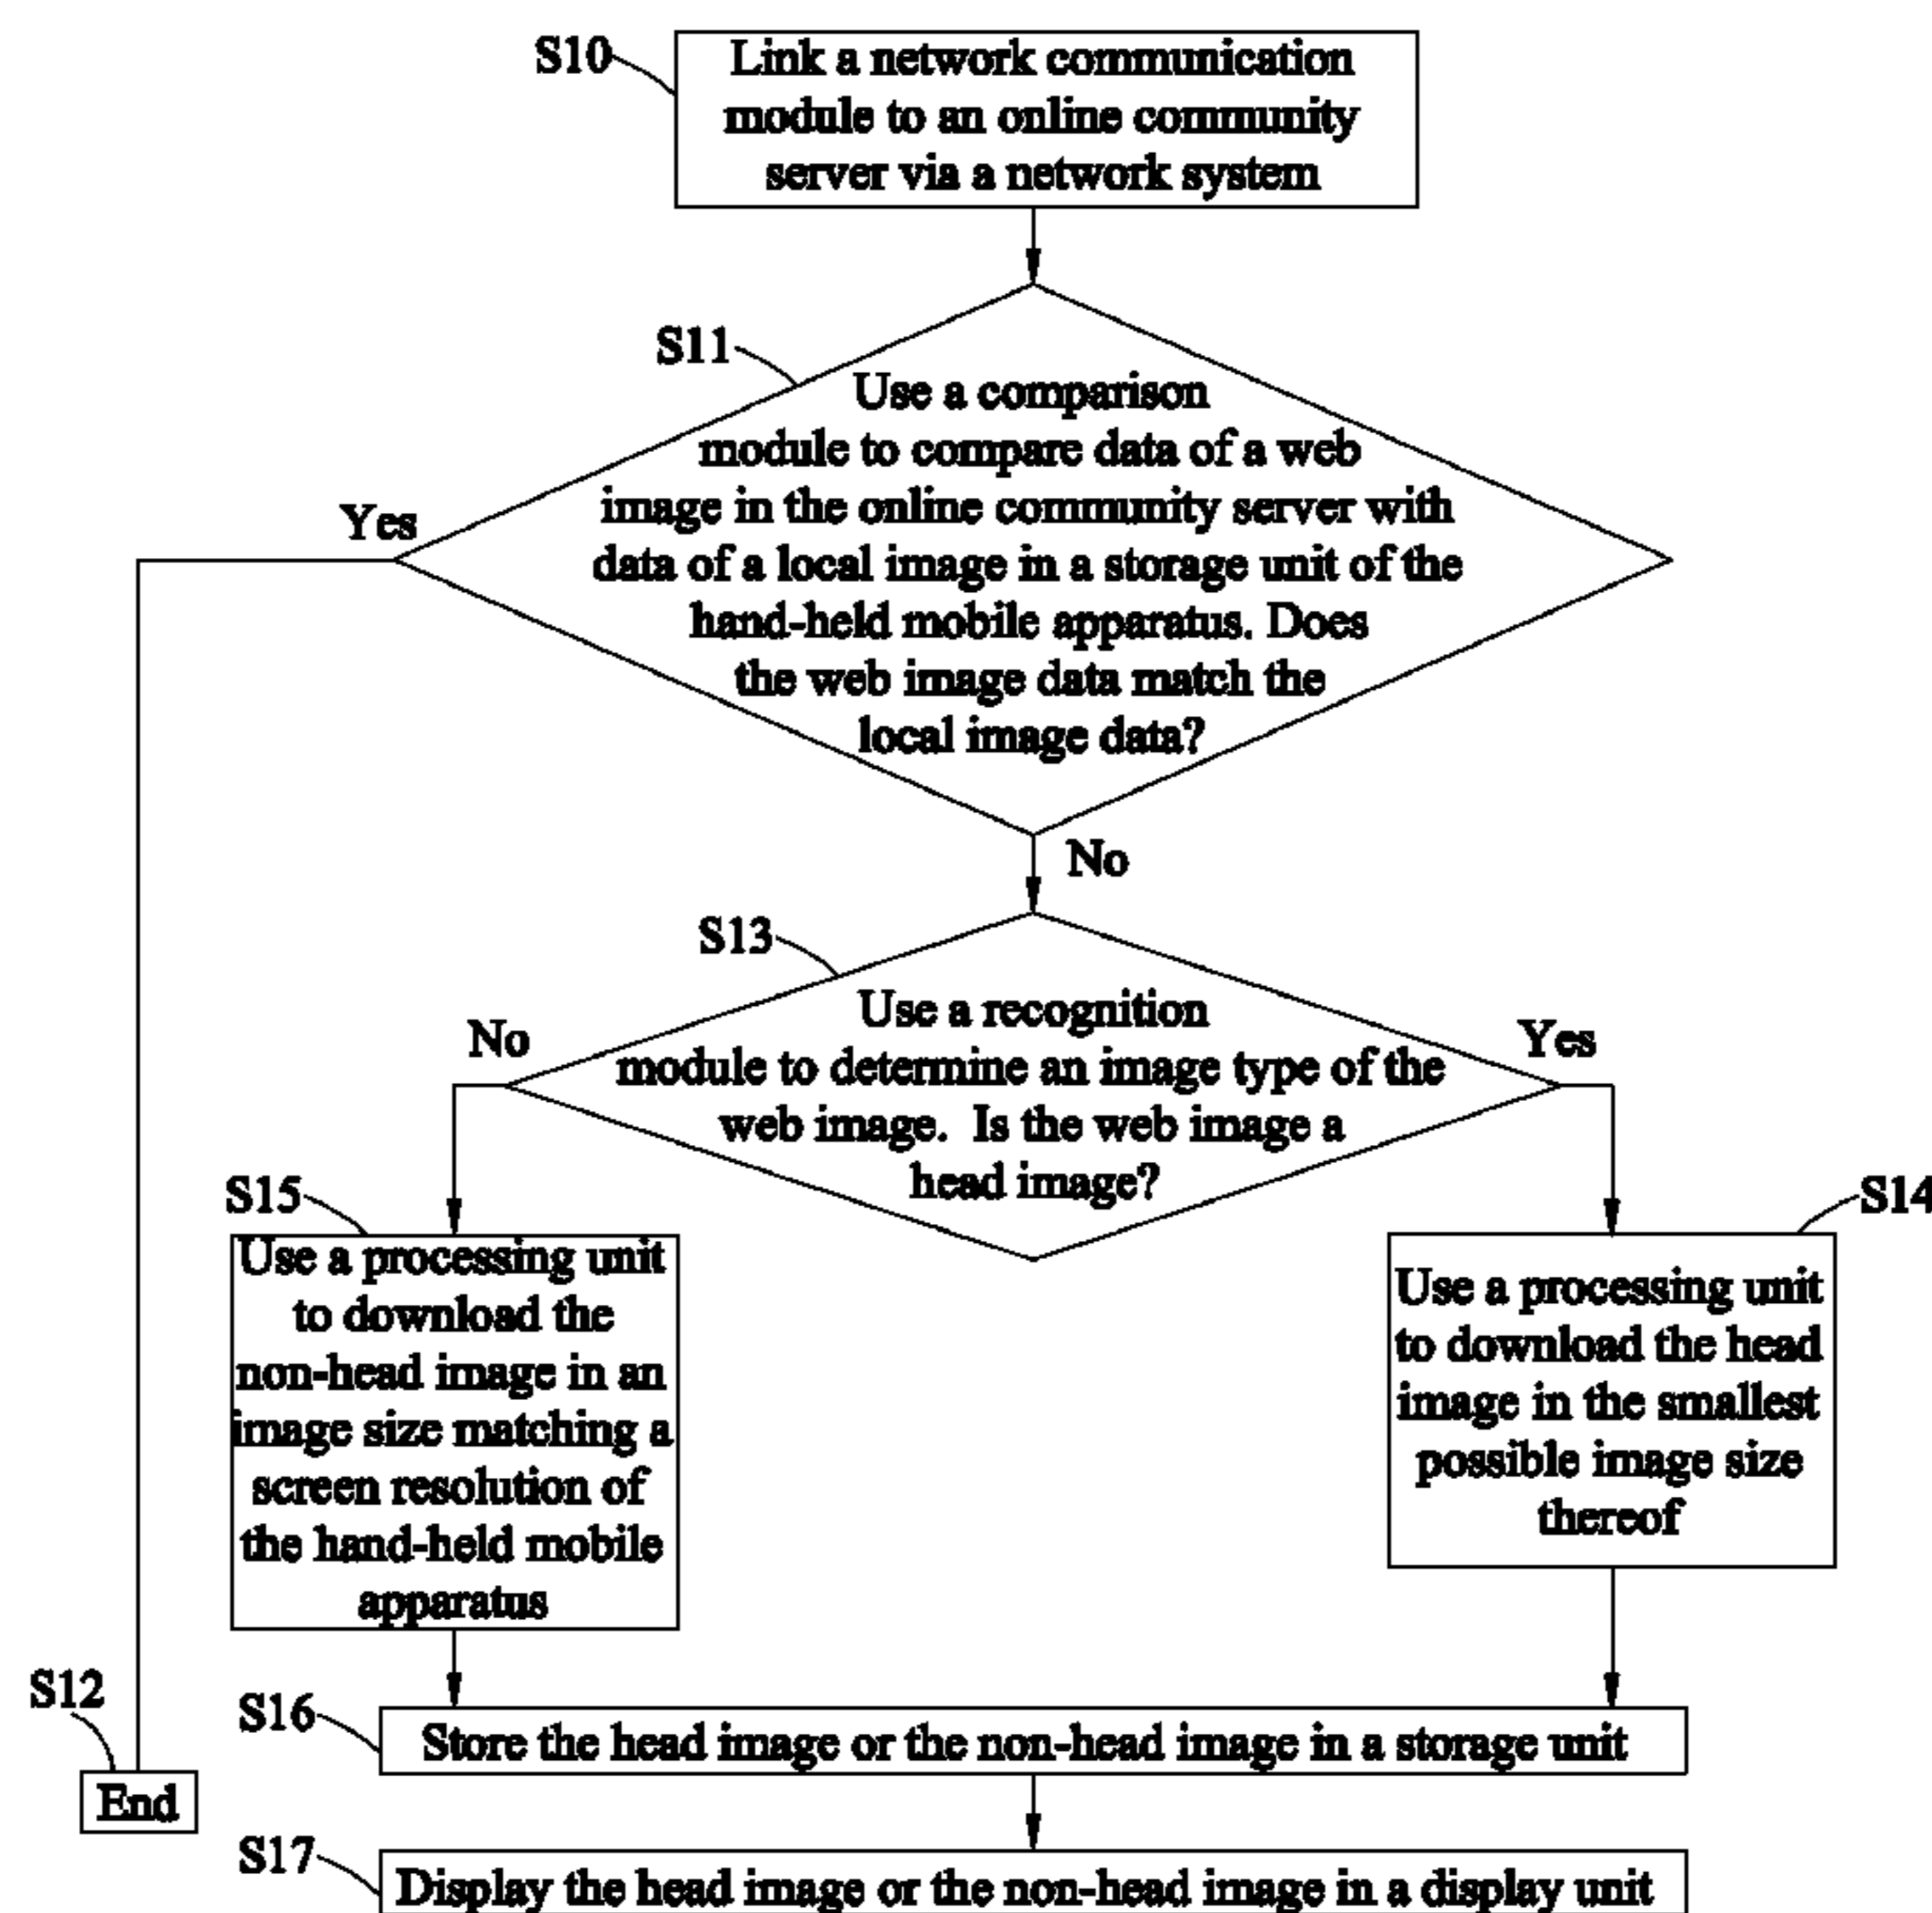 S10
Link a network communication
module to an online community
server via a network system
S11
Use a comparison
module to compare data of a web
image in the online community server with
data of a local image in a storage unit of the
hand-held mobile apparatus. Does
the web image data match the
local image data?
Yes
No
S13
Use a recognition
module to determine an image type of the
web image. Is the web image a
head image?
No
Yes
S15
Use a processing unit
to download the
non-head image in an
image size matching a
screen resolution of
the hand-held mobile
apparatus
S14
Use a processing unit
to download the head
image in the smallest
possible image size
thereof
S12
End
S16
Store the head image or the non-head image in a storage unit
S17
Display the head image or the non-head image in a display unit